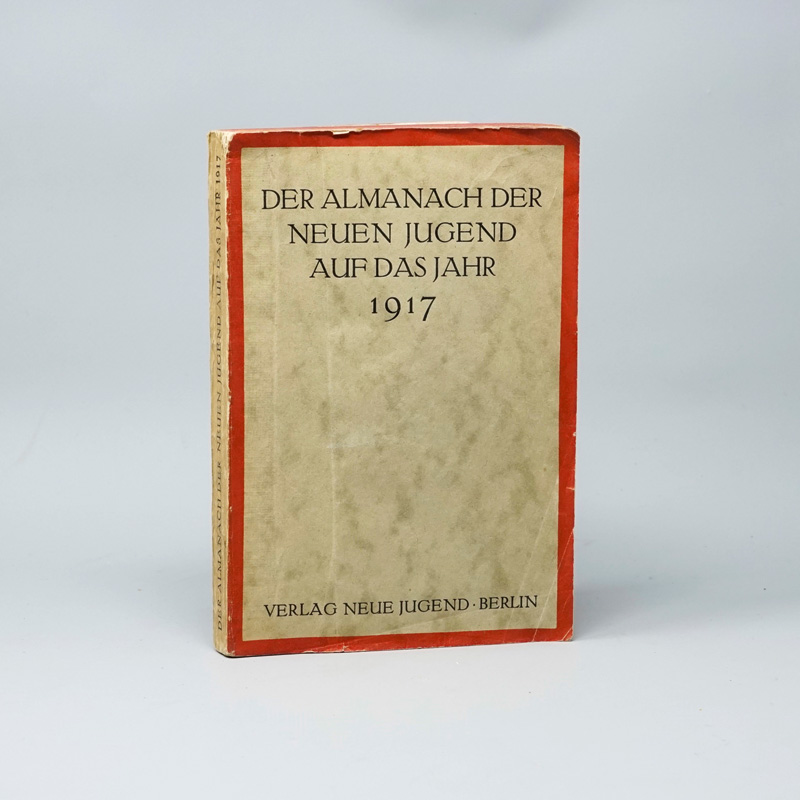 DER ALMANACH DER
NEUEN JUGEND
AUF DAS JAHR
1917
VERLAG NEUE JUGEND · BERLIN
DER ALMANACH DER NEUEN JUGEND AUF DAS JAHR 1917